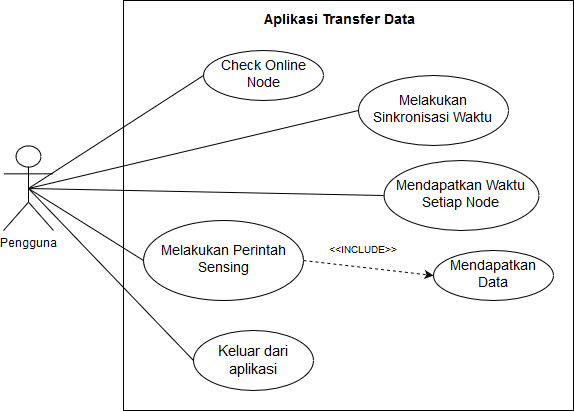 Aplikasi Transfer Data
Check Online
Node
Melakukan
Sinkronisasi Waktu
Mendapatkan Waktu
Setiap Node
Pengguna
Melakukan Perintah
Sensing
<<INCLUDE>>
Mendapatkan
Data
Keluar dari
aplikasi